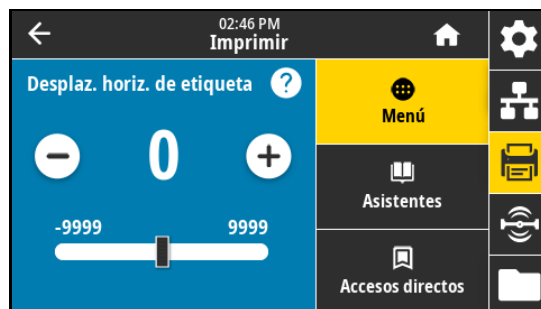 02:46 PM
Imprimir
Desplaz. horiz. de etiqueta ?
0
-9999 9999
Menú
Asistentes
Accesos directos